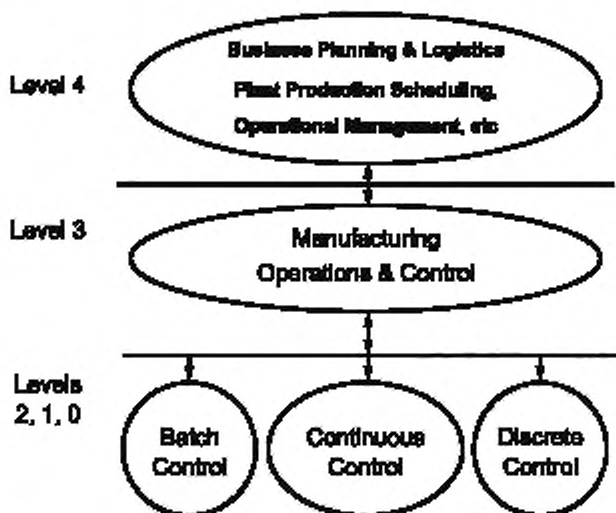 Level 4
Business Planning & Logistics
Plant Production Scheduling,
Operational Management, etc
Level 3
Manufacturing
Operations & Control
Levels
2, 1, 0
Batch
Control
Continuous
Control
Discrete
Control